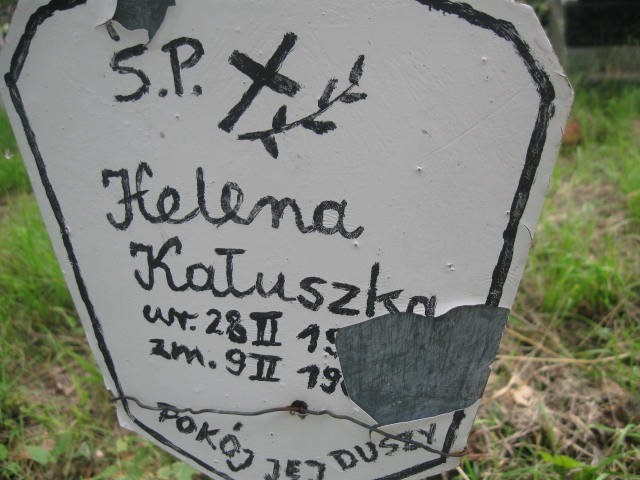 Ś.P.
Helena
Kałuszka
ur. 28 II 19
zm. 9 II 19
POKÓJ JEJ DUSZY